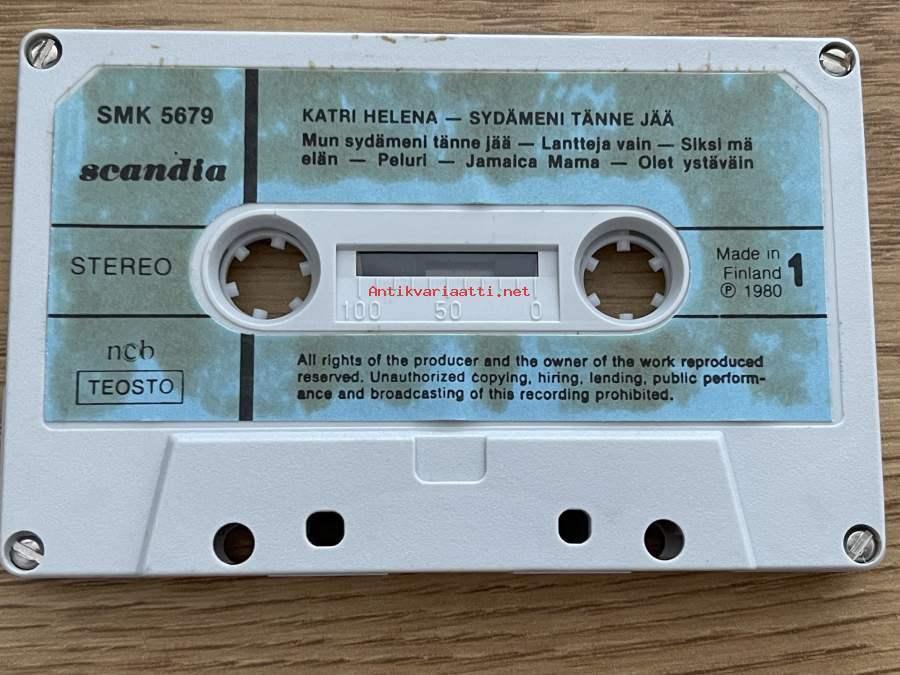 SMK 5679
scandia
KATRI HELENA — SYDÄMENI TÄNNE JÄÄ
Mun sydämeni tänne jää — Lantteja vain — Siksi mä
elän — Peluri — Jamaica Mama — Olet ystäväin
STEREO
Made in
Finland
℗ 1980
1
Antikvariaatti.net
100 50 0
ncb
TEOSTO
All rights of the producer and the owner of the work reproduced
reserved. Unauthorized copying, hiring, lending, public perform-
ance and broadcasting of this recording prohibited.